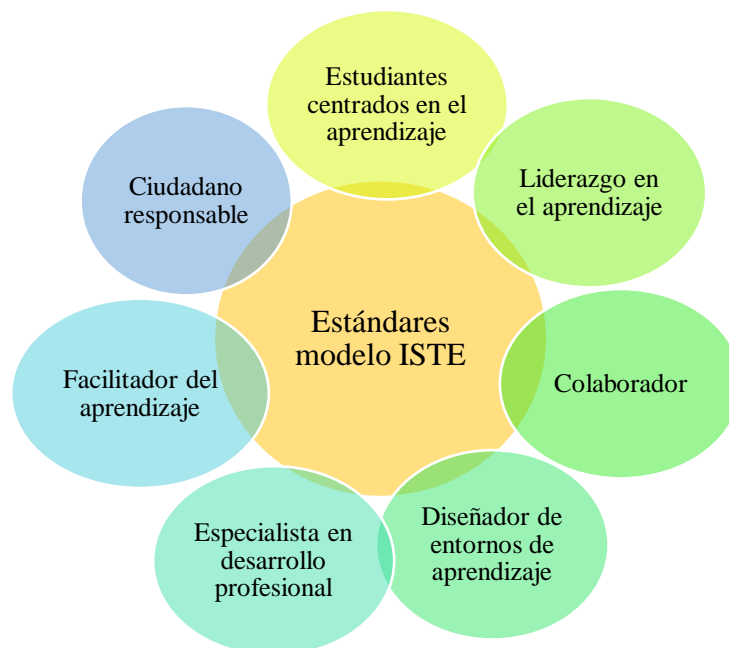 Estudiantes
centrados en el
aprendizaje
Liderazgo en
el aprendizaje
Colaborador
Diseñador de
entornos de
aprendizaje
Especialista en
desarrollo
profesional
Facilitador del
aprendizaje
Ciudadano
responsable
Estándares
modelo ISTE